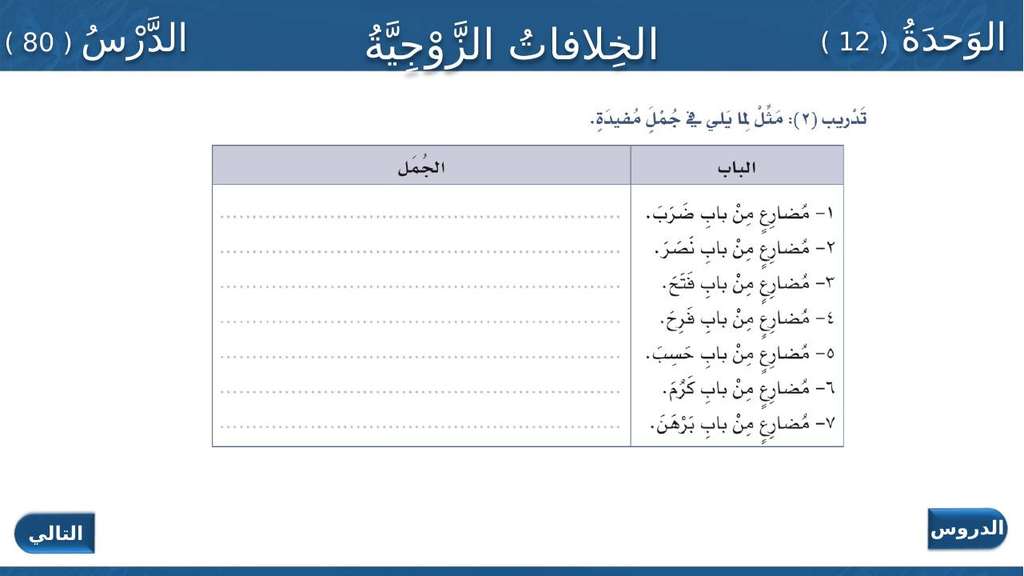 الوَحدَةُ ( 12 )
الخِلافاتُ الزَّوْجِيَّةُ
الدَّرْسُ ( 80 )
تَدْريب (٢): مَثِّلْ لِما يَلي في جُمَلٍ مُفيدَةٍ.
الباب الجُمَل
١- مُضارِعٍ مِنْ بابِ ضَرَبَ. ..............................
٢- مُضارِعٍ مِنْ بابِ نَصَرَ. ..............................
٣- مُضارِعٍ مِنْ بابِ فَتَحَ. ..............................
٤- مُضارِعٍ مِنْ بابِ فَرِحَ. ..............................
٥- مُضارِعٍ مِنْ بابِ حَسِبَ. ..............................
٦- مُضارِعٍ مِنْ بابِ كَرُمَ. ..............................
٧- مُضارِعٍ مِنْ بابِ بَرْهَنَ. ..............................
الدروس
التالي